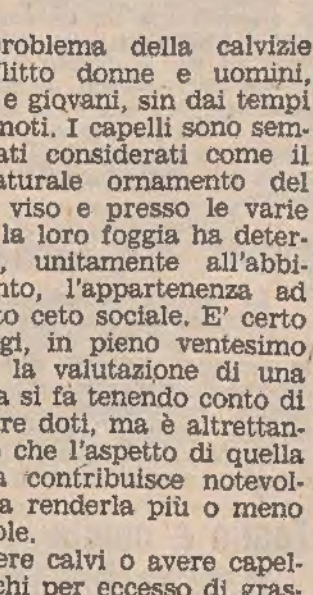 roblema della calvizie
flitto donne e uomini,
e giovani, sin dai tempi
noti. I capelli sono sem-
ati considerati come il
aturale ornamento del
viso e presso le varie
la loro foggia ha deter-
, unitamente all'abbi-
nto, l'appartenenza ad
to ceto sociale. E' certo
gi, in pieno ventesimo
la valutazione di una
a si fa tenendo conto di
re doti, ma è altrettan-
che l'aspetto di quella
a contribuisce notevol-
a renderla più o meno
ole.
ere calvi o avere capel-
chi per eccesso di gras-